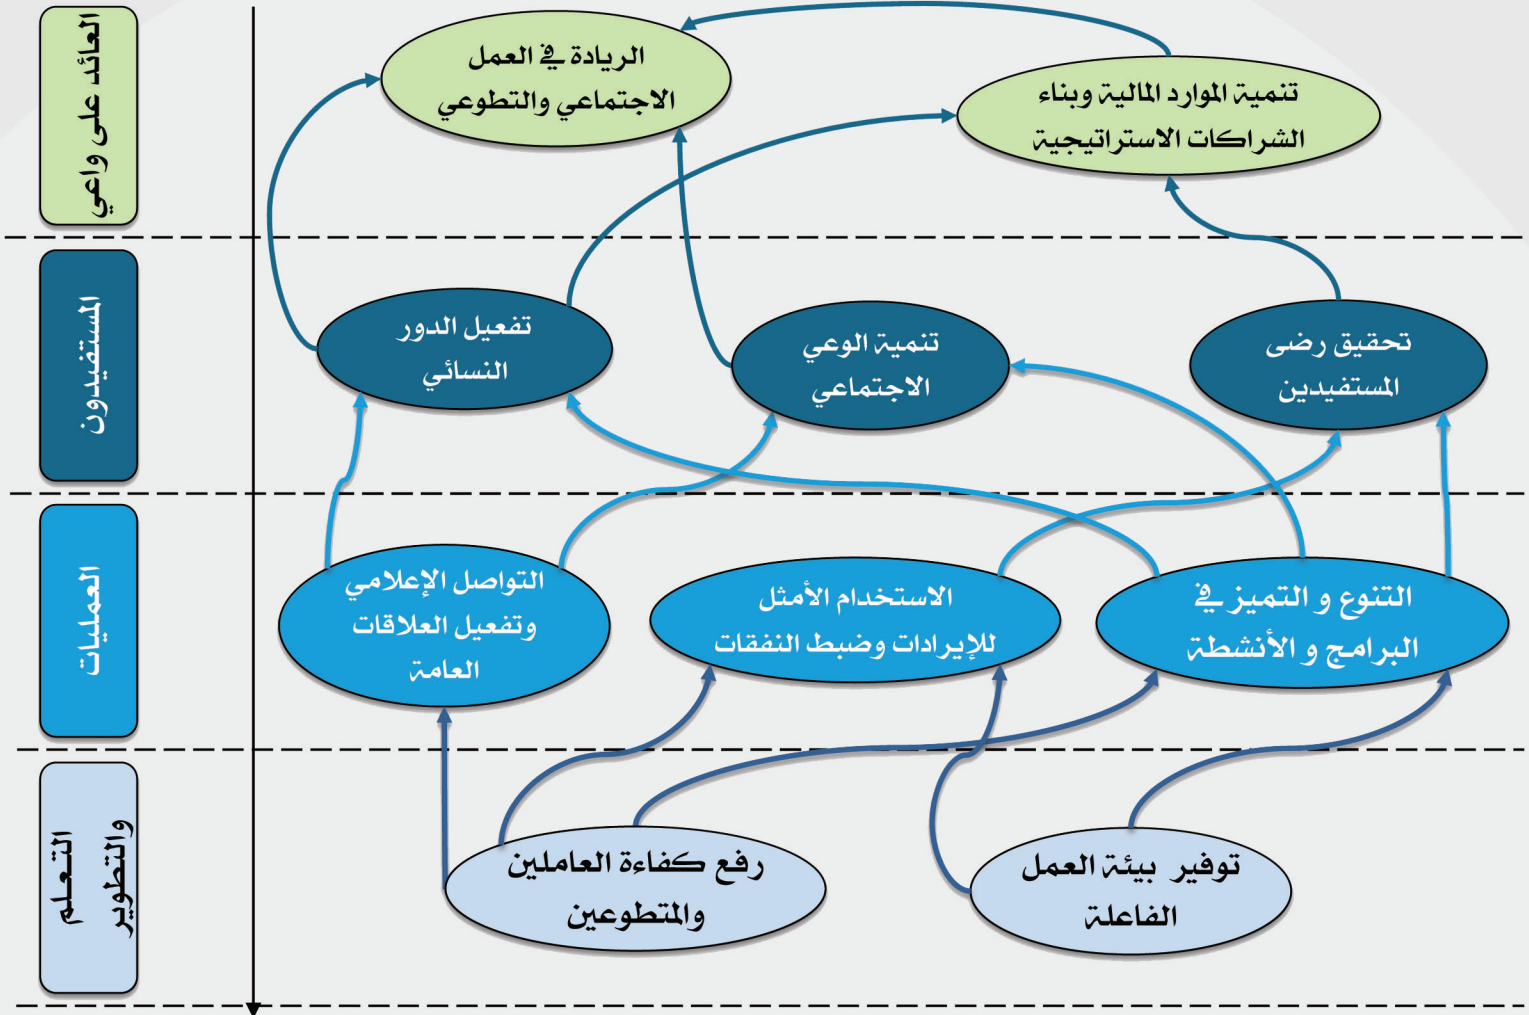 العائد على واعي
الريادة في العمل
الاجتماعي والتطوعي
تنمية الموارد المالية وبناء
الشراكات الاستراتيجية
المستفيدون
تفعيل الدور
النسائي
تنمية الوعي
الاجتماعي
تحقيق رضى
المستفيدين
العمليات
التواصل الإعلامي
وتفعيل العلاقات
العامة
الاستخدام الأمثل
للإيرادات وضبط النفقات
التنوع و التميز في
البرامج و الأنشطة
التعلم
والتطوير
رفع كفاءة العاملين
والمتطوعين
توفير بيئة العمل
الفاعلة